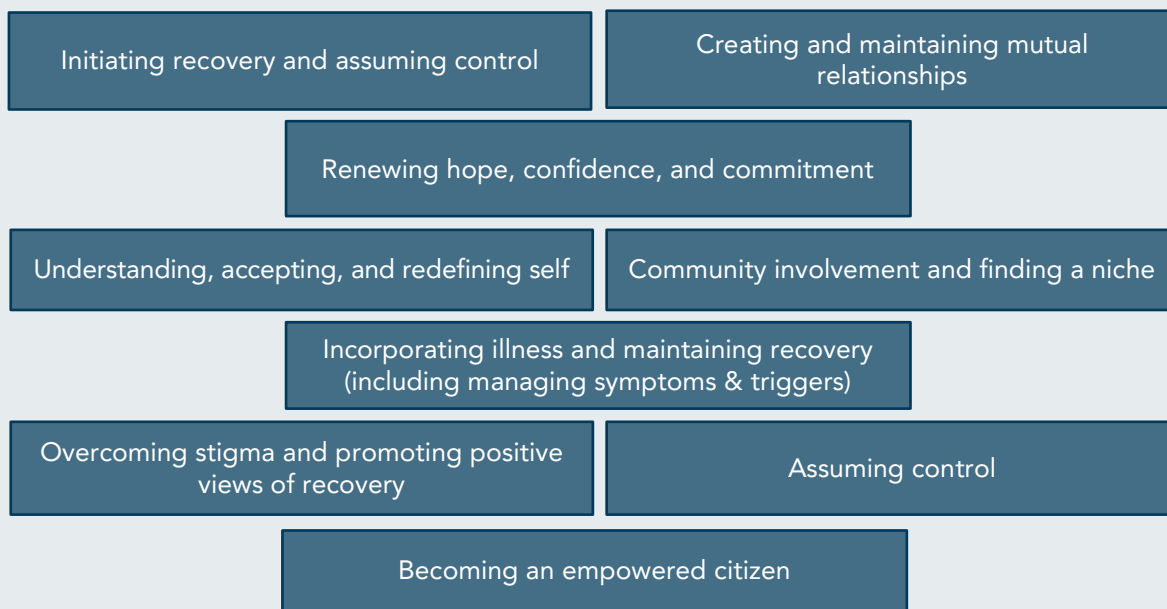 Initiating recovery and assuming control
Creating and maintaining mutual
relationships
Renewing hope, confidence, and commitment
Understanding, accepting, and redefining self
Community involvement and finding a niche
Incorporating illness and maintaining recovery
(including managing symptoms & triggers)
Overcoming stigma and promoting positive
views of recovery
Assuming control
Becoming an empowered citizen